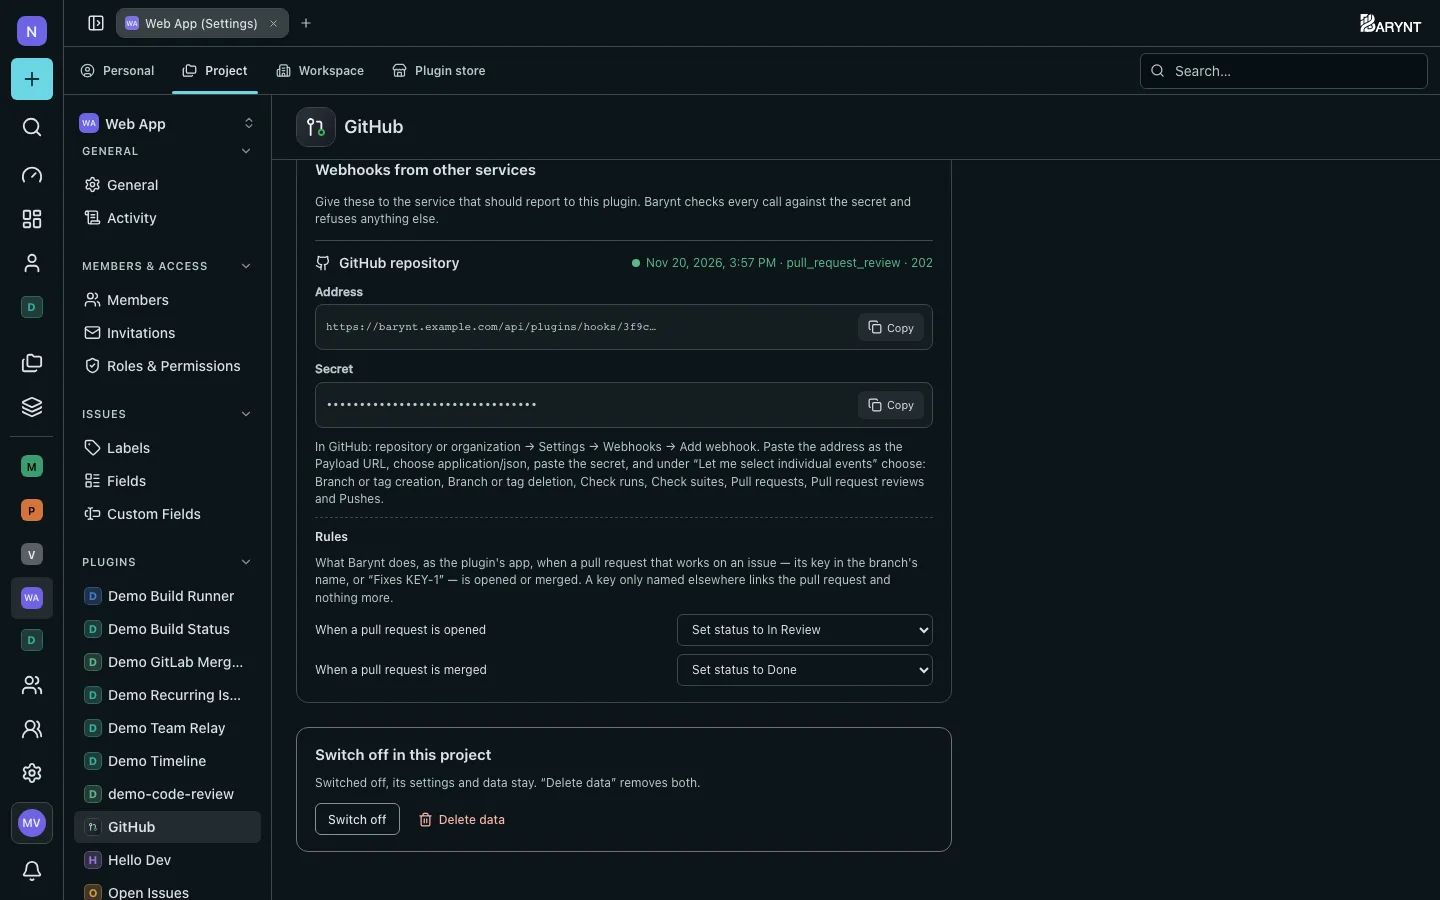 N
WA Web App (Settings)
BARYNT
Personal
Project
Workspace
Plugin store
Search...
WA Web App
GENERAL
General
Activity
MEMBERS & ACCESS
Members
Invitations
Roles & Permissions
ISSUES
Labels
Fields
Custom Fields
PLUGINS
D Demo Build Runner
D Demo Build Status
D Demo GitLab Merg...
D Demo Recurring Is...
D Demo Team Relay
D Demo Timeline
D demo-code-review
GitHub
H Hello Dev
O Open Issues
D
M
P
V
WA
D
MV
GitHub
Webhooks from other services
Give these to the service that should report to this plugin. Barynt checks every call against the secret and
refuses anything else.
GitHub repository
Nov 20, 2026, 3:57 PM · pull_request_review · 202
Address
https://barynt.example.com/api/plugins/hooks/3f9c…
Copy
Secret
••••••••••••••••••••••••••••••••
Copy
In GitHub: repository or organization → Settings → Webhooks → Add webhook. Paste the address as the
Payload URL, choose application/json, paste the secret, and under “Let me select individual events” choose:
Branch or tag creation, Branch or tag deletion, Check runs, Check suites, Pull requests, Pull request reviews
and Pushes.
Rules
What Barynt does, as the plugin's app, when a pull request that works on an issue — its key in the branch's
name, or “Fixes KEY-1” — is opened or merged. A key only named elsewhere links the pull request and
nothing more.
When a pull request is opened
Set status to In Review
When a pull request is merged
Set status to Done
Switch off in this project
Switched off, its settings and data stay. “Delete data” removes both.
Switch off
Delete data